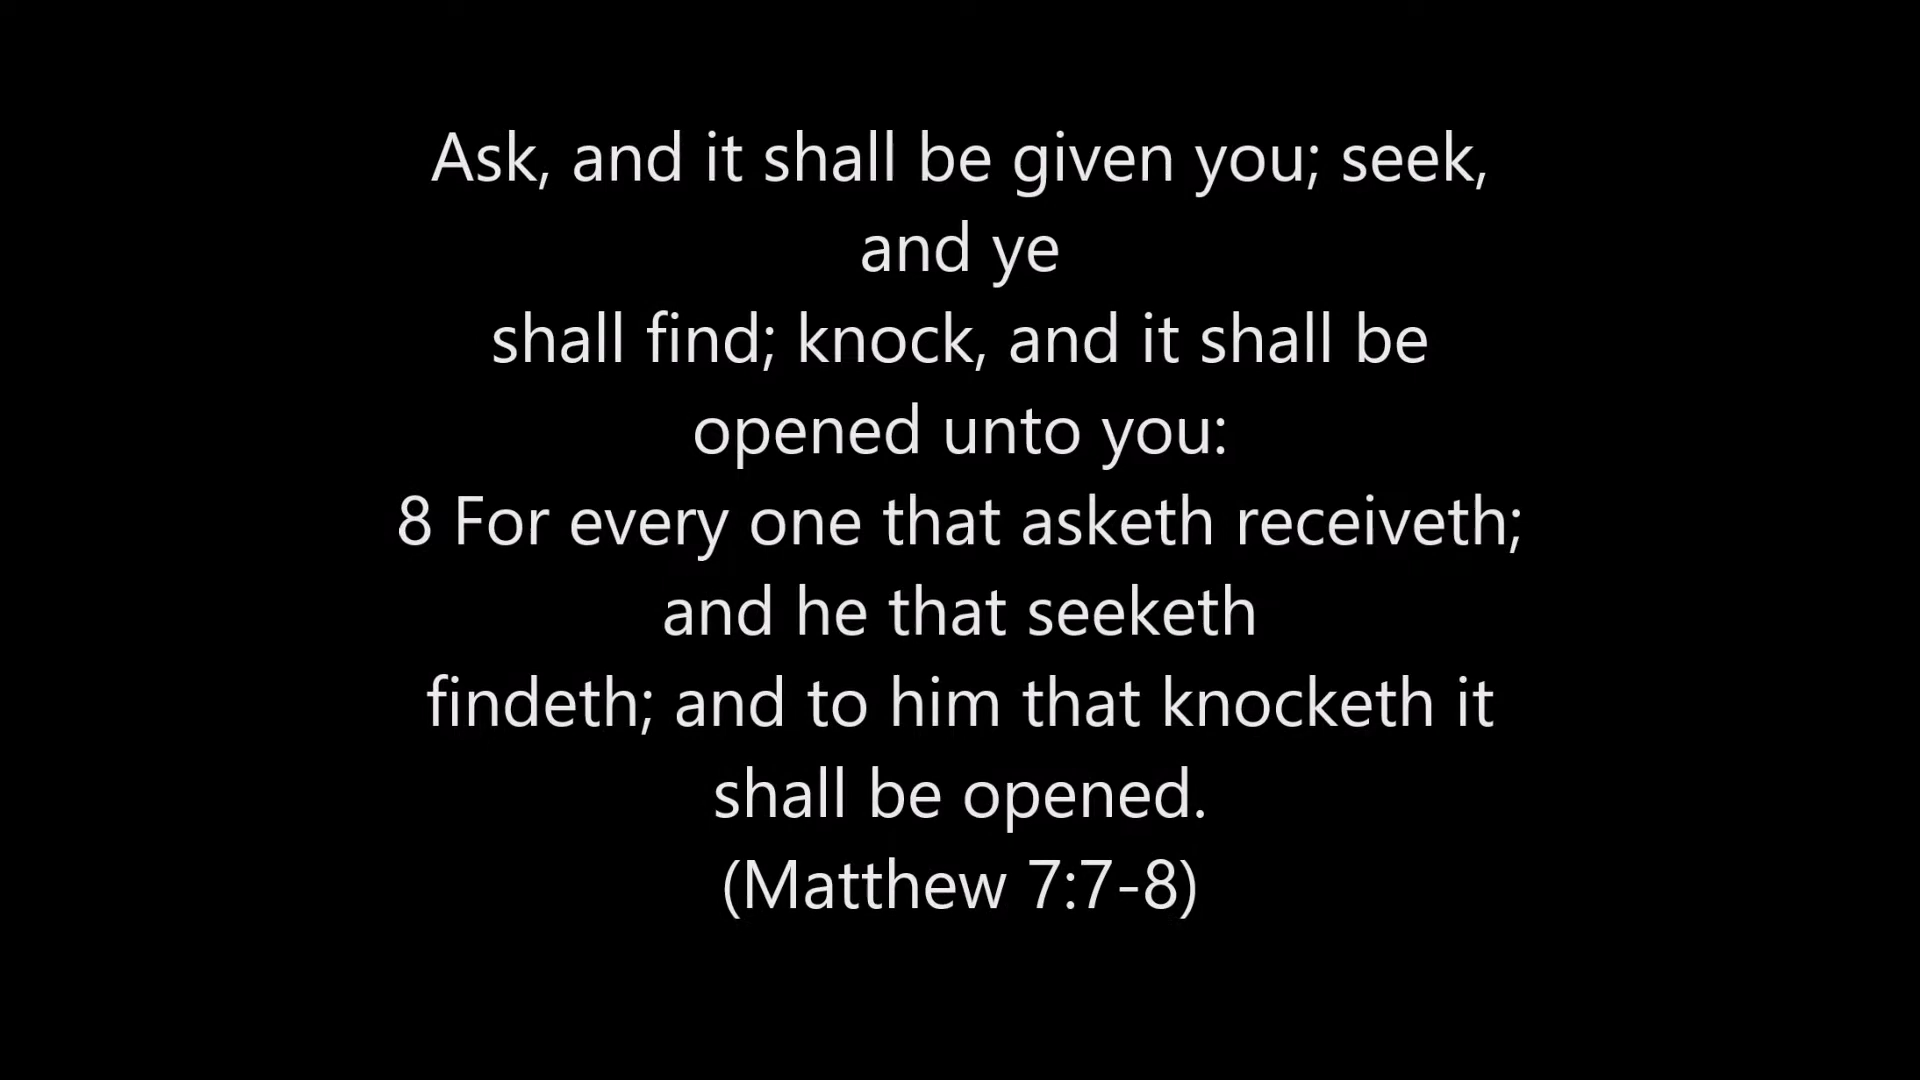 Ask, and it shall be given you; seek,
and ye
shall find; knock, and it shall be
opened unto you:
8 For every one that asketh receiveth;
and he that seeketh
findeth; and to him that knocketh it
shall be opened.
(Matthew 7:7-8)